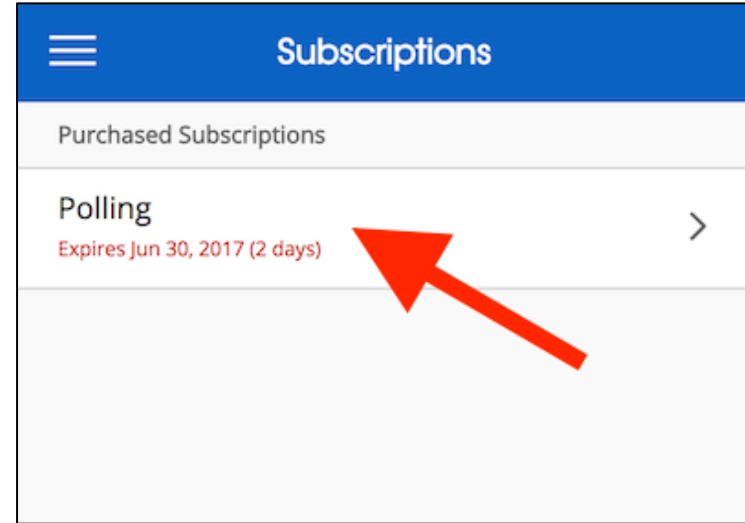 Subscriptions
Purchased Subscriptions
Polling
Expires Jun 30, 2017 (2 days)